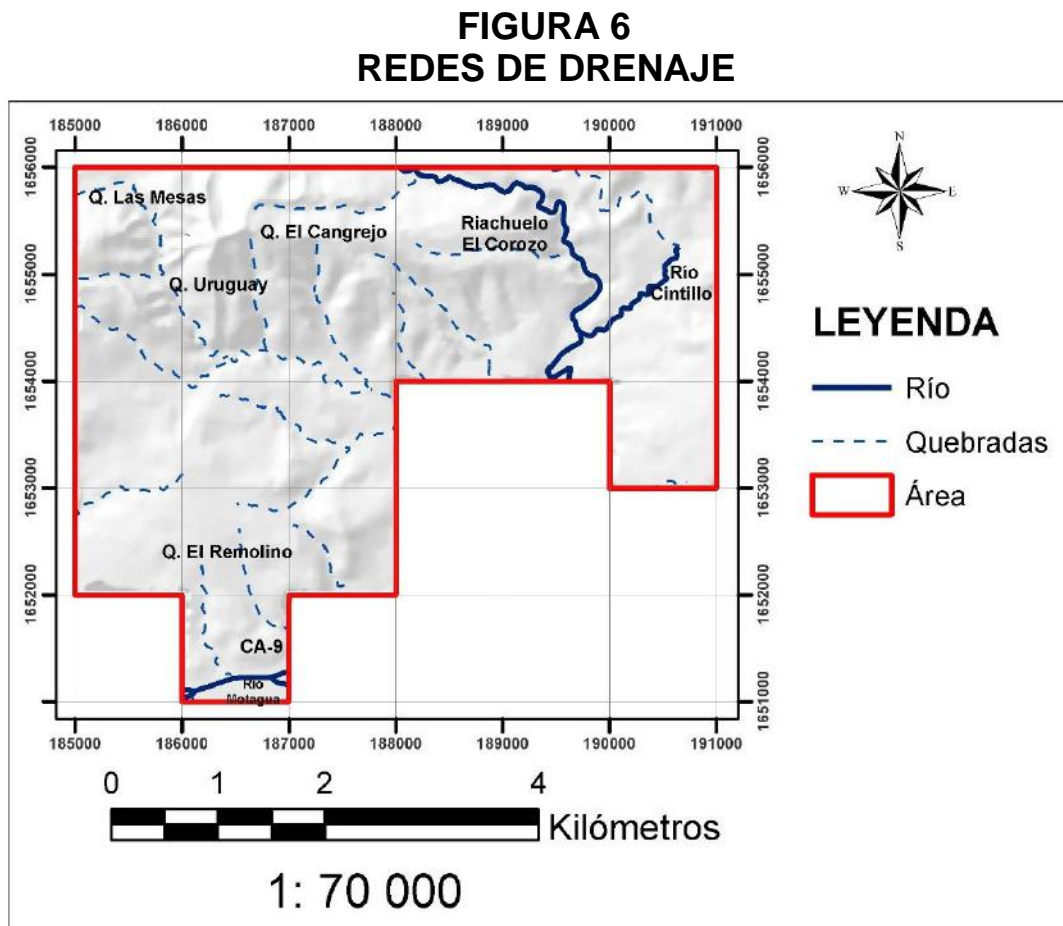 FIGURA 6
REDES DE DRENAJE
185000 186000 187000 188000 189000 190000 191000
1656000 1656000
N
W E
S
Q. Las Mesas
Q. El Cangrejo
Riachuelo
El Corozo
1655000 1655000
Q. Uruguay
Río
Cintillo
LEYENDA
Río
Quebradas
Área
1654000 1654000
1653000 1653000
Q. El Remolino
1652000 1652000
CA-9
Río
Motagua
1651000 1651000
185000 186000 187000 188000 189000 190000 191000
0 1 2 4
Kilómetros
1: 70 000